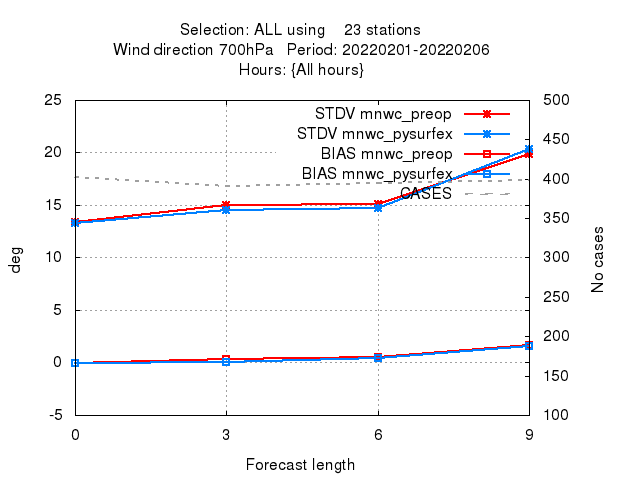 Selection: ALL using    23 stations
Wind direction 700hPa   Period: 20220201-20220206
Hours: {All hours}
25
20
15
10
5
0
-5
500
450
400
350
300
250
200
150
100
STDV mnwc_preop
STDV mnwc_pysurfex
BIAS mnwc_preop
BIAS mnwc_pysurfex
CASES
deg
No cases
0
3
6
9
Forecast length